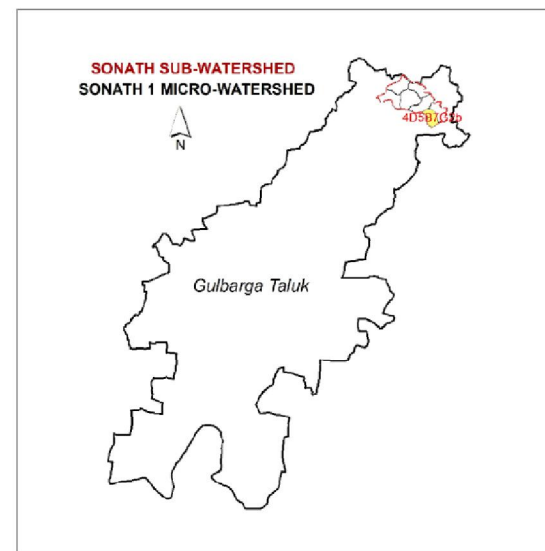 SONATH SUB-WATERSHED
SONATH 1 MICRO-WATERSHED
N
Gulbarga Taluk